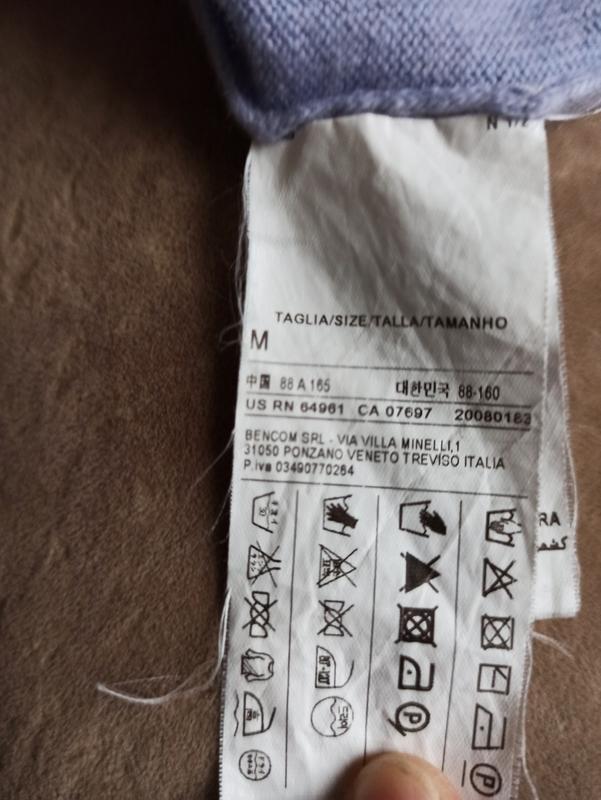 TAGLIA/SIZE/TALLA/TAMANHO
M
中国 88 A 165 대한민국 88-160
US RN 64961 CA 07697 20080183
BENCOM SRL - VIA VILLA MINELLI,1
31050 PONZANO VENETO TREVISO ITALIA
P.iva 03490770264
RA
P
P